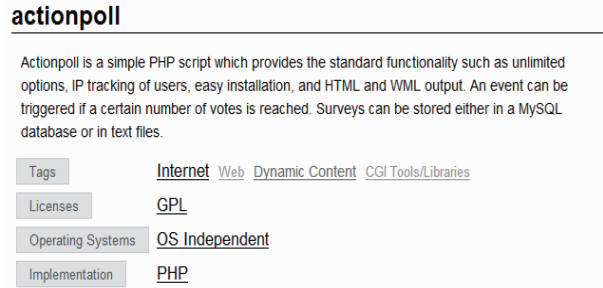 actionpoll
Actionpoll is a simple PHP script which provides the standard functionality such as unlimited
options, IP tracking of users, easy installation, and HTML and WML output. An event can be
triggered if a certain number of votes is reached. Surveys can be stored either in a MySQL
database or in text files.
Tags Internet Web Dynamic Content CGI Tools/Libraries
Licenses GPL
Operating Systems OS Independent
Implementation PHP